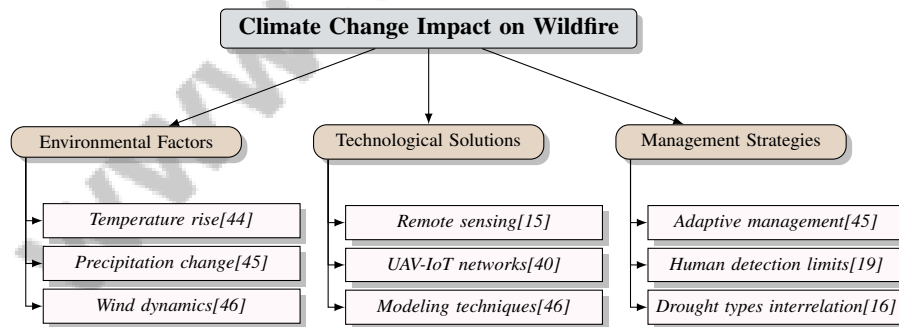 Climate Change Impact on Wildfire
Environmental Factors
Temperature rise[44]
Precipitation change[45]
Wind dynamics[46]
Technological Solutions
Remote sensing[15]
UAV-IoT networks[40]
Modeling techniques[46]
Management Strategies
Adaptive management[45]
Human detection limits[19]
Drought types interrelation[16]
www